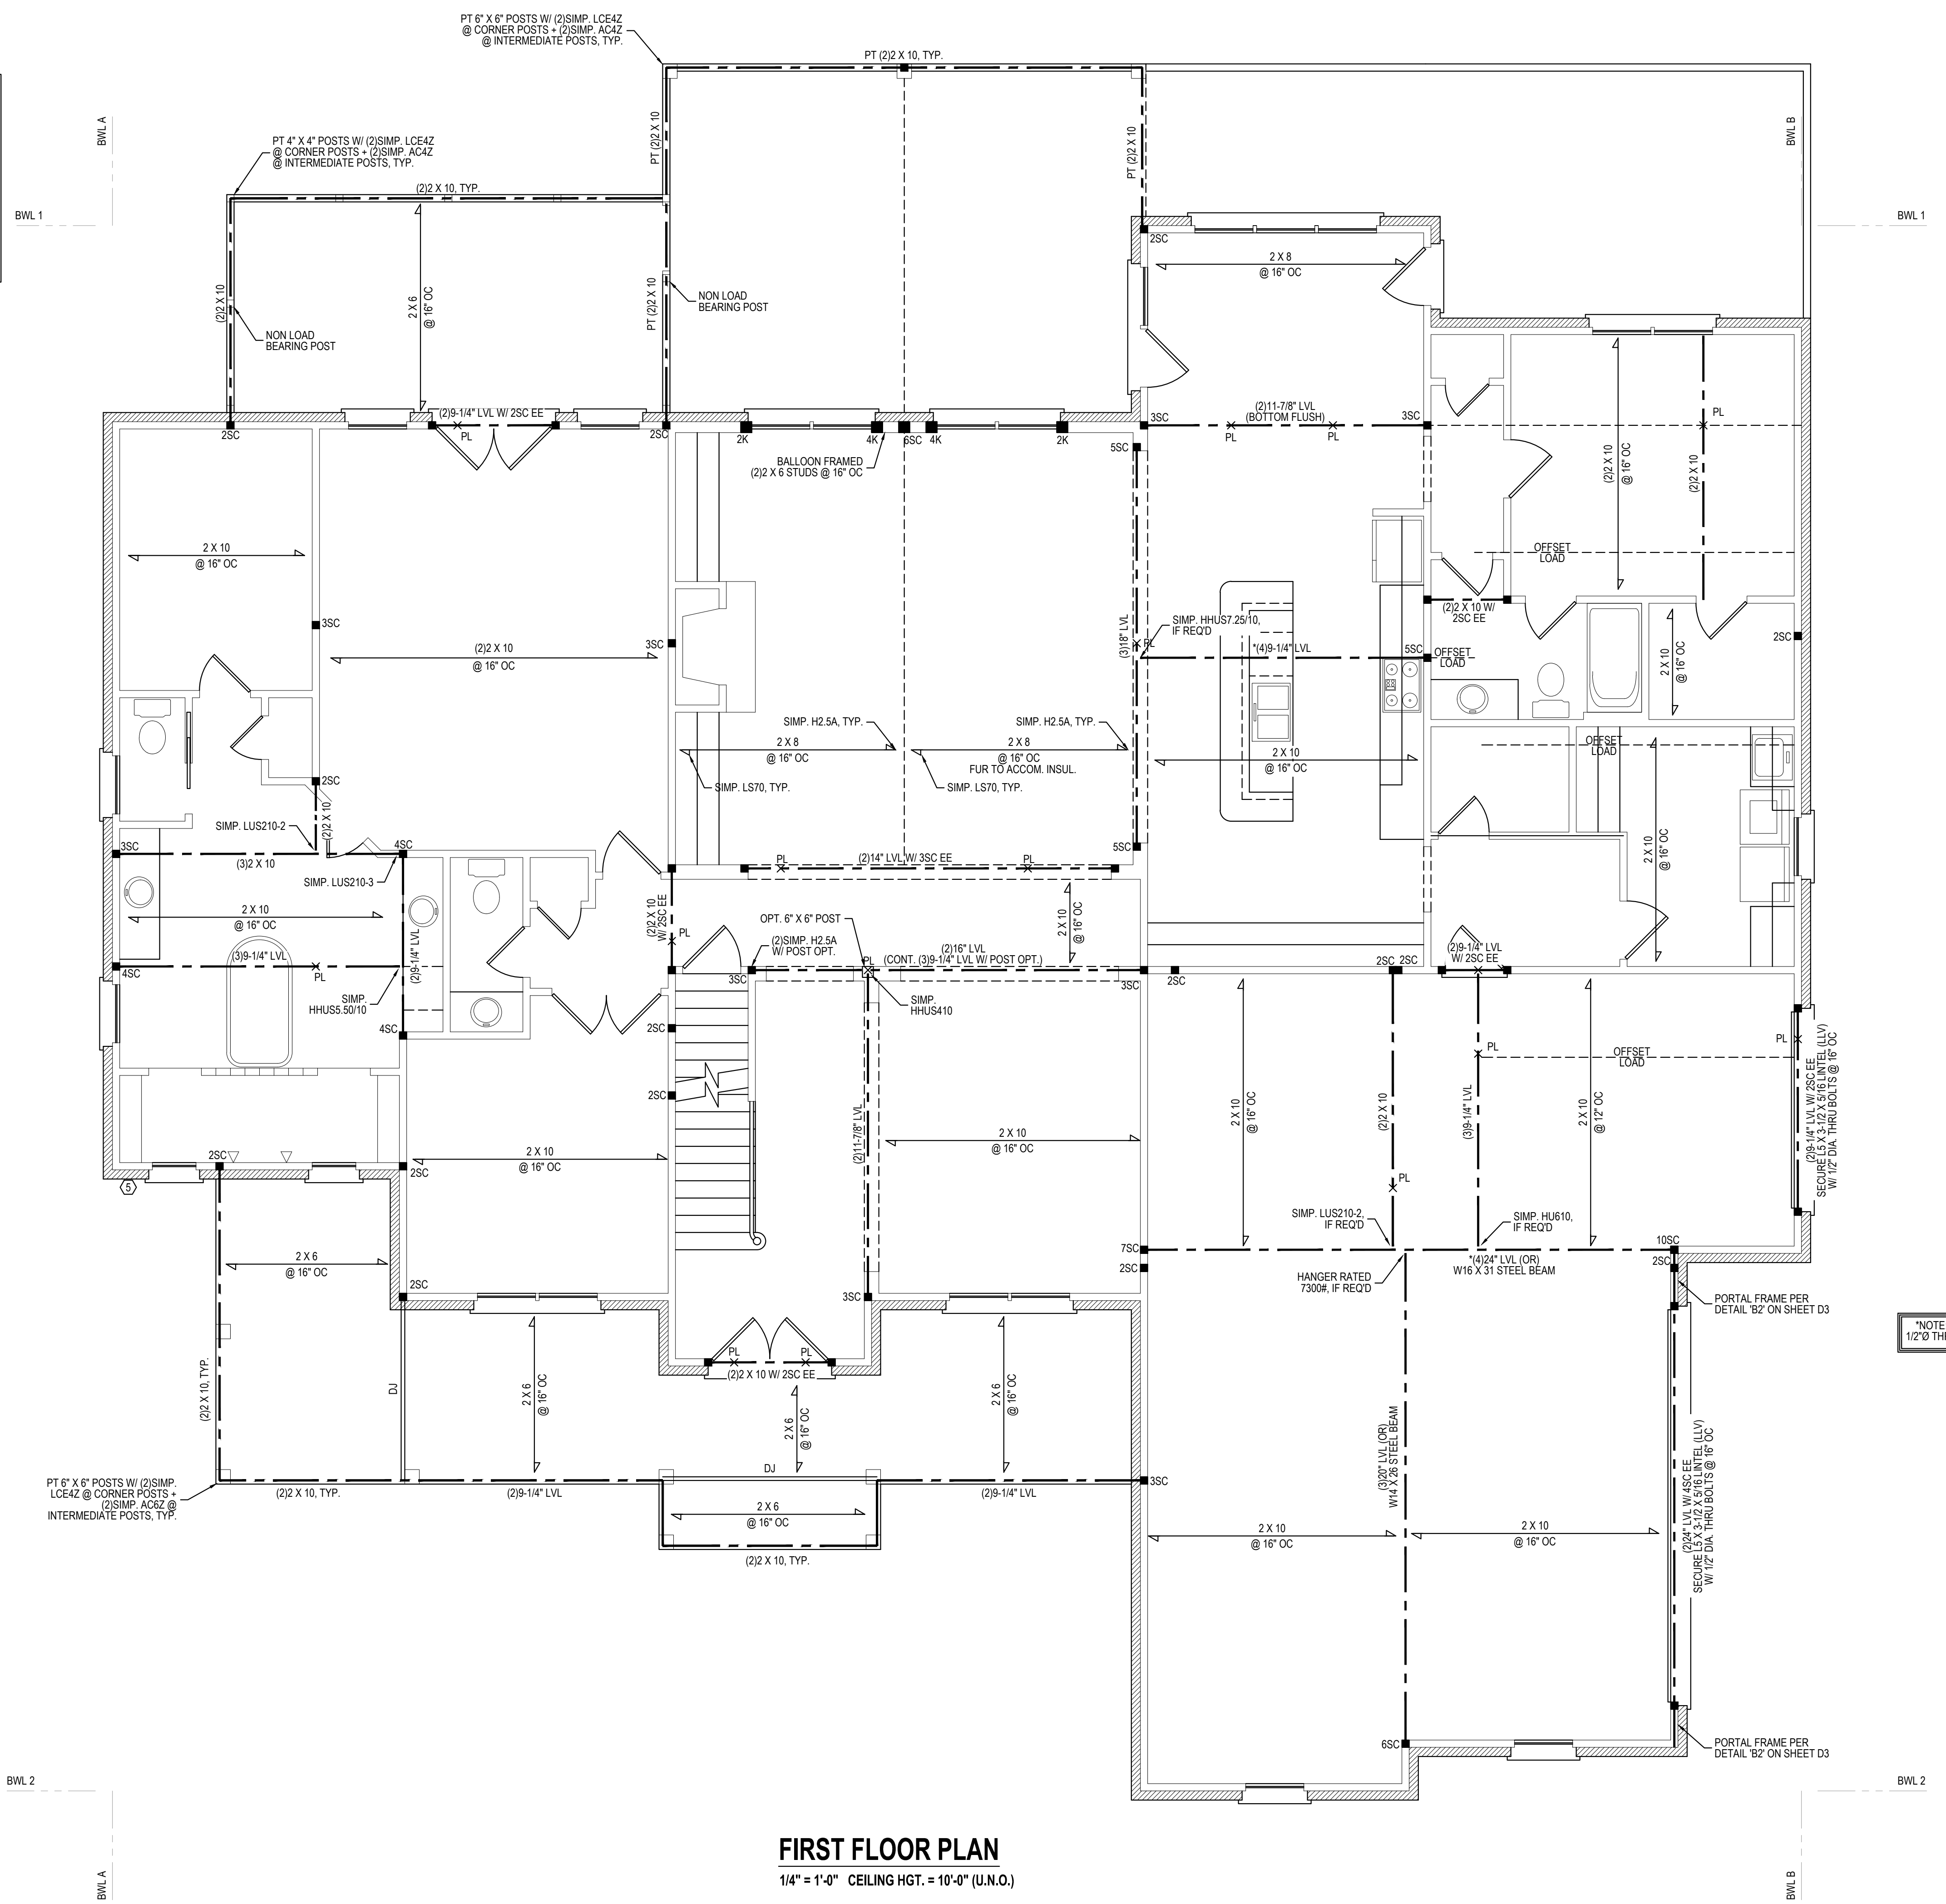 PT 6" X 6" POSTS W/ (2)SIMP. LCE4Z
@ CORNER POSTS + (2)SIMP. AC4Z
@ INTERMEDIATE POSTS, TYP.
PT (2)2 X 10, TYP.
BWL A
BWL B
PT (2)2 X 10
PT (2)2 X 10
PT 4" X 4" POSTS W/ (2)SIMP. LCE4Z
@ CORNER POSTS + (2)SIMP. AC4Z
@ INTERMEDIATE POSTS, TYP.
(2)2 X 10, TYP.
BWL 1
BWL 1
2SC
2 X 8
@ 16" OC
(2)2 X 10
2 X 6
@ 16" OC
PT (2)2 X 10
NON LOAD
BEARING POST
NON LOAD
BEARING POST
(2)9-1/4" LVL W/ 2SC EE
PL
2SC
2SC
2K
4K
6SC
4K
2K
BALLOON FRAMED
(2)2 X 6 STUDS @ 16" OC
5SC
3SC
(2)11-7/8" LVL
(BOTTOM FLUSH)
PL
PL
3SC
PL
(2)2 X 10
@ 16" OC
(2)2 X 10
OFFSET
LOAD
2 X 10
@ 16" OC
3SC
(2)2 X 10
@ 16" OC
3SC
(3)18" LVL
PL
SIMP. HHUS7.25/10,
IF REQ'D
*(4)9-1/4" LVL
5SC
OFFSET
LOAD
(2)2 X 10 W/
2SC EE
2 X 10
@ 16" OC
2SC
SIMP. H2.5A, TYP.
SIMP. H2.5A, TYP.
2 X 8
@ 16" OC
2 X 8
@ 16" OC
FUR TO ACCOM. INSUL.
SIMP. LS70, TYP.
SIMP. LS70, TYP.
2 X 10
@ 16" OC
OFFSET
LOAD
2 X 10
@ 16" OC
2SC
(2)2 X 10
SIMP. LUS210-2
3SC
(3)2 X 10
4SC
SIMP. LUS210-3
5SC
PL
(2)14" LVL W/ 3SC EE
PL
2 X 10
@ 16" OC
(3)9-1/4" LVL
4SC
PL
(2)9-1/4" LVL
SIMP.
HHUS5.50/10
4SC
(2)2 X 10
W/ 2SC EE
PL
OPT. 6" X 6" POST
(2)SIMP. H2.5A
W/ POST OPT.
3SC
PL
(2)16" LVL
(CONT. (3)9-1/4" LVL W/ POST OPT.)
SIMP.
HHUS410
2 X 10
@ 16" OC
3SC
2SC
2SC
2SC
(2)9-1/4" LVL
W/ 2SC EE
2SC
2SC
PL
OFFSET
LOAD
PL
(2)9-1/4" LVL W/ 2SC EE
SECURE L5 X 3-1/2 X 5/16 LINTEL (LLV)
W/ 1/2" DIA. THRU BOLTS @ 16" OC
2 X 10
@ 16" OC
(2)2 X 10
(3)9-1/4" LVL
2 X 10
@ 12" OC
PL
2SC
5
2SC
2 X 10
@ 16" OC
(2)11-7/8" LVL
2 X 10
@ 16" OC
SIMP. LUS210-2,
IF REQ'D
SIMP. HU610,
IF REQ'D
7SC
2SC
10SC
2SC
*(4)24" LVL (OR)
W16 X 31 STEEL BEAM
HANGER RATED
7300#, IF REQ'D
2 X 6
@ 16" OC
2SC
3SC
PORTAL FRAME PER
DETAIL 'B2' ON SHEET D3
*NOTE
(2)2 X 10, TYP.
DJ
2 X 6
@ 16" OC
PL
PL
(2)2 X 10 W/ 2SC EE
2 X 6
@ 16" OC
2 X 6
@ 16" OC
DJ
3SC
(3)20" LVL (OR)
W14 X 26 STEEL BEAM
(2)24" LVL W/ 4SC EE
SECURE L5 X 3-1/2 X 5/16 LINTEL (LLV)
W/ 1/2" DIA. THRU BOLTS @ 16" OC
PT 6" X 6" POSTS W/ (2)SIMP.
LCE4Z @ CORNER POSTS +
(2)SIMP. AC6Z @
INTERMEDIATE POSTS, TYP.
(2)2 X 10, TYP.
(2)9-1/4" LVL
(2)9-1/4" LVL
2 X 6
@ 16" OC
(2)2 X 10, TYP.
2 X 10
@ 16" OC
2 X 10
@ 16" OC
6SC
PORTAL FRAME PER
DETAIL 'B2' ON SHEET D3
BWL 2
BWL 2
BWL A
BWL B
FIRST FLOOR PLAN
1/4" = 1'-0" CEILING HGT. = 10'-0" (U.N.O.)